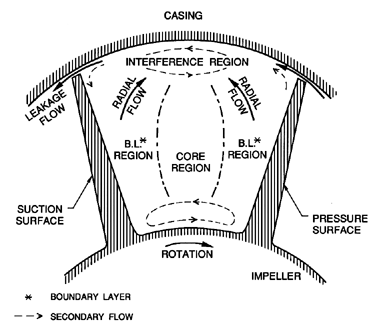 CASING
INTERFERENCE REGION
LEAKAGE
FLOW
RADIAL
FLOW
RADIAL
FLOW
B.L.*
REGION
CORE
REGION
B.L.*
REGION
SUCTION
SURFACE
PRESSURE
SURFACE
ROTATION
IMPELLER
* BOUNDARY LAYER
SECONDARY FLOW